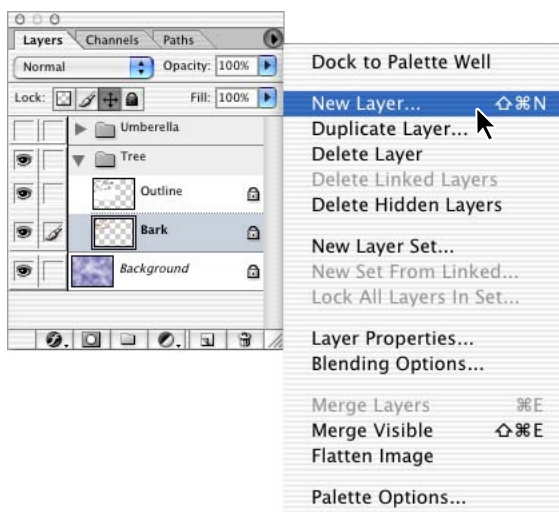 Layers Channels Paths
Normal Opacity: 100%
Lock: Fill: 100%
Umberella
Tree
Outline
Bark
Background
Dock to Palette Well
New Layer... ⇧⌘N
Duplicate Layer...
Delete Layer
Delete Linked Layers
Delete Hidden Layers
New Layer Set...
New Set From Linked...
Lock All Layers In Set...
Layer Properties...
Blending Options...
Merge Layers ⌘E
Merge Visible ⇧⌘E
Flatten Image
Palette Options...